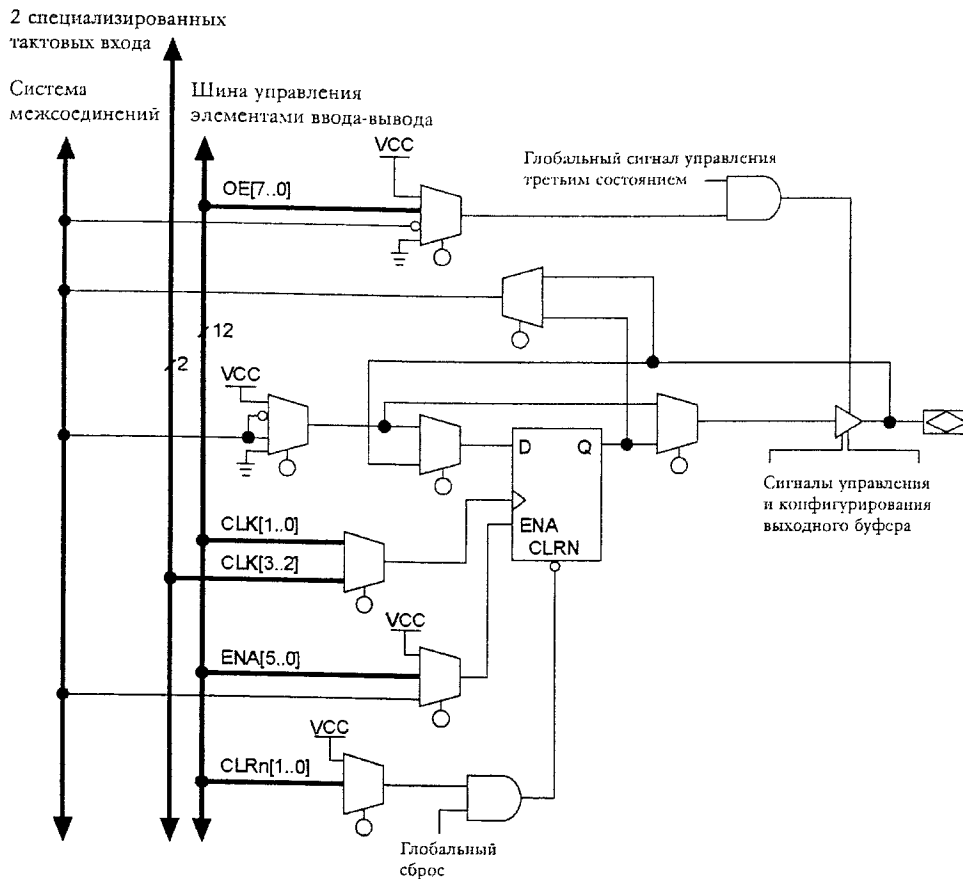 2 специализированных
тактовых входа
Система
межсоединений
Шина управления
элементами ввода-вывода
VCC
OE[7..0]
Глобальный сигнал управления
третьим состоянием
12
2
VCC
D Q
ENA
CLRN
Сигналы управления
и конфигурирования
выходного буфера
CLK[1..0]
CLK[3..2]
VCC
ENA[5..0]
VCC
CLRn[1..0]
Глобальный
сброс